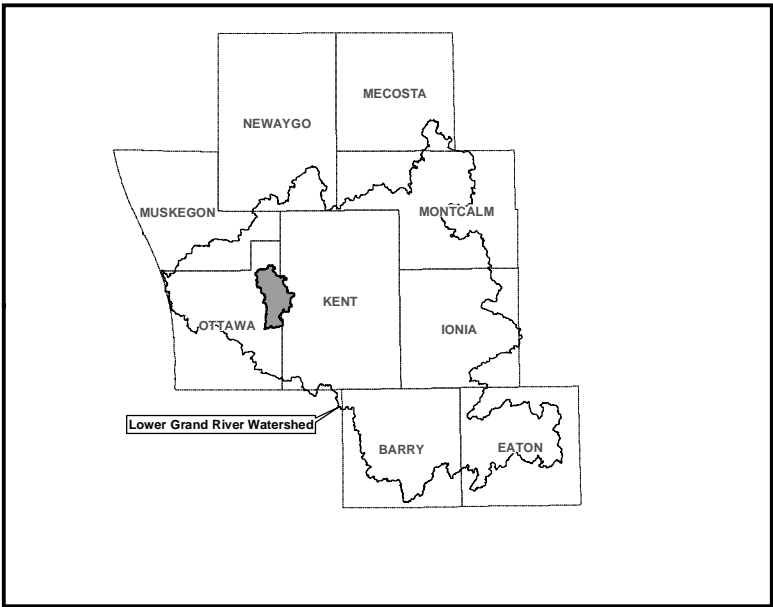 MECOSTA
NEWAYGO
MUSKEGON
MONTCALM
KENT
OTTAWA
IONIA
Lower Grand River Watershed
BARRY
EATON